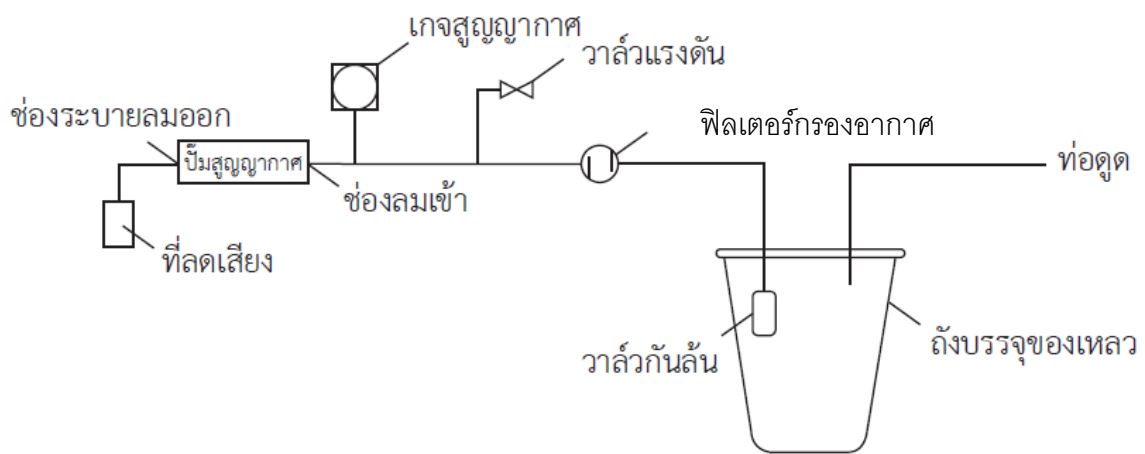 เกจสูญญากาศ
วาล์วแรงดัน
ช่องระบายลมออก
ฟิลเตอร์กรองอากาศ
ปั๊มสูญญากาศ
ท่อดูด
ช่องลมเข้า
ที่ลดเสียง
ถังบรรจุของเหลว
วาล์วกันล้น